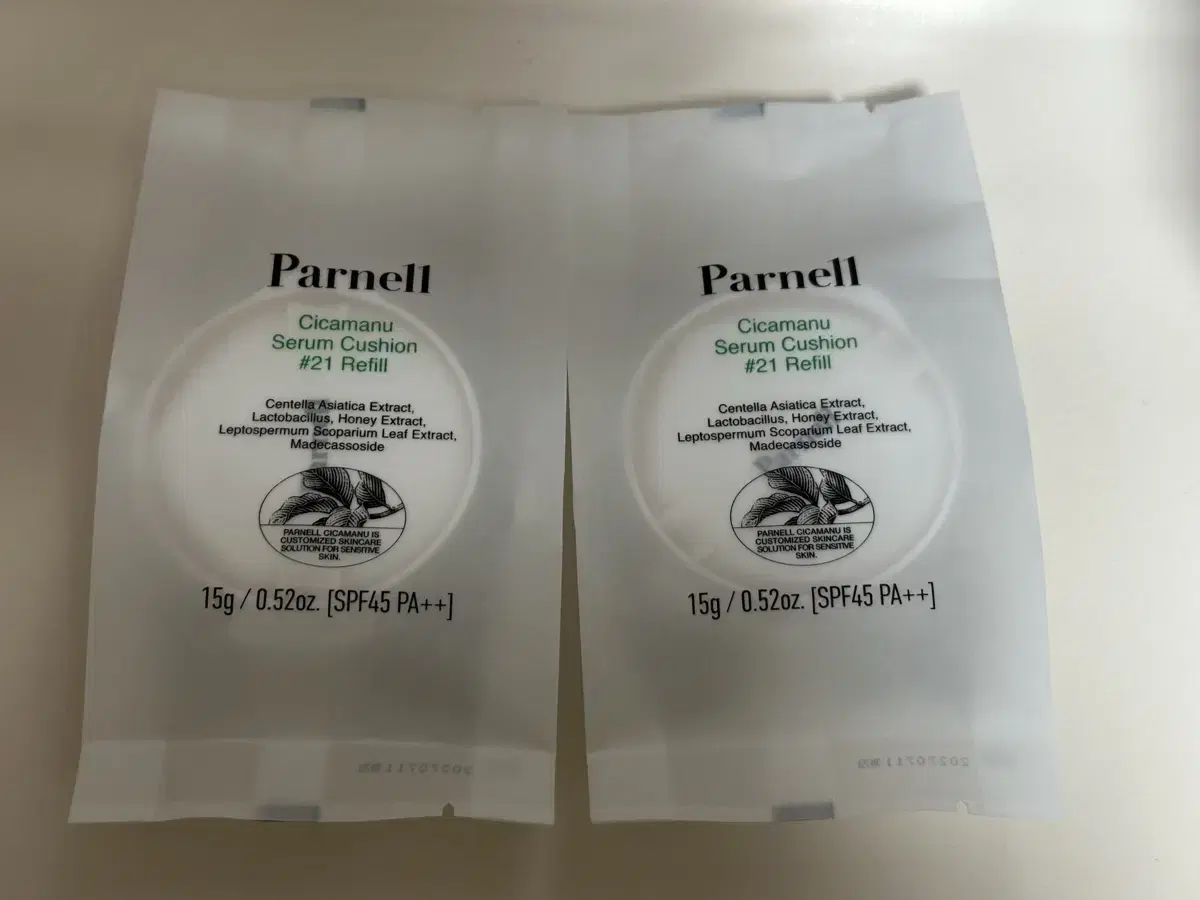 Parnell
Cicamanu
Serum Cushion
#21 Refill
Centella Asiatica Extract,
Lactobacillus, Honey Extract,
Leptospermum Scoparium Leaf Extract,
Madecassoside
PARNELL CICAMANU IS
CUSTOMIZED SKINCARE
SOLUTION FOR SENSITIVE
SKIN.
15g / 0.52oz. [SPF45 PA++]
20270711
Parnell
Cicamanu
Serum Cushion
#21 Refill
Centella Asiatica Extract,
Lactobacillus, Honey Extract,
Leptospermum Scoparium Leaf Extract,
Madecassoside
Parnell
PARNELL CICAMANU IS
CUSTOMIZED SKINCARE
SOLUTION FOR SENSITIVE
SKIN.
15g / 0.52oz. [SPF45 PA++]
20270711